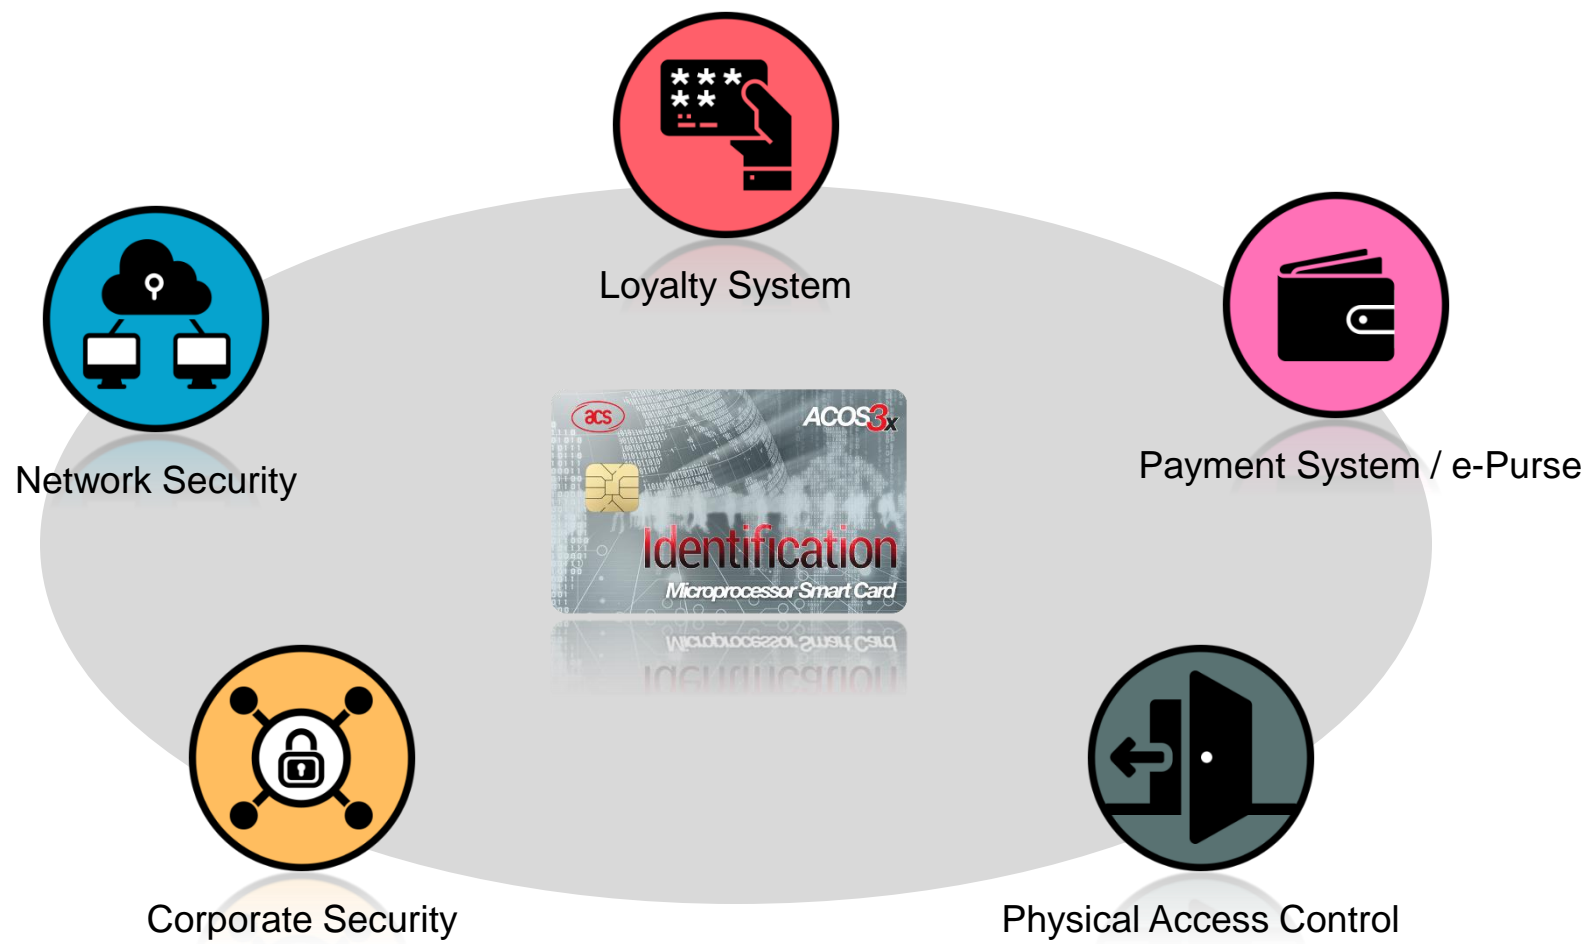 *** 
**
Loyalty System
Network Security
Payment System / e-Purse
acs
ACOS3x
Identification
Microprocessor Smart Card
Corporate Security
Physical Access Control